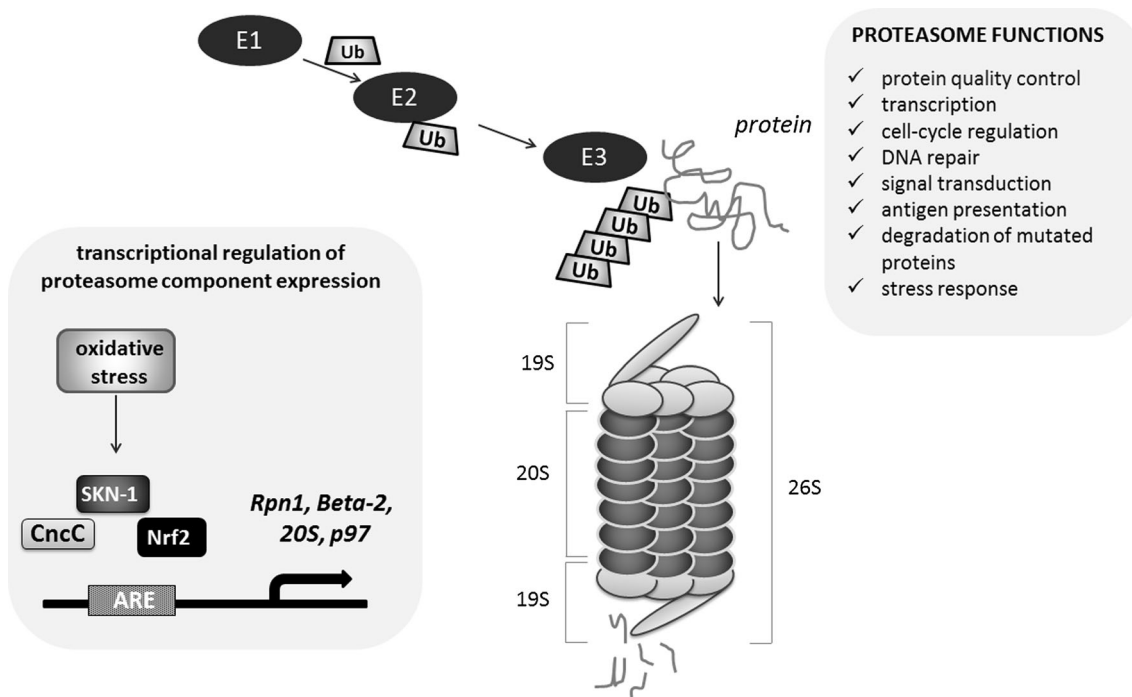 E1
Ub
E2
Ub
E3
protein
Ub
Ub
Ub
Ub
PROTEASOME FUNCTIONS
✓ protein quality control
✓ transcription
✓ cell-cycle regulation
✓ DNA repair
✓ signal transduction
✓ antigen presentation
✓ degradation of mutated
proteins
✓ stress response
transcriptional regulation of
proteasome component expression
oxidative
stress
SKN-1
CncC
Nrf2
Rpn1, Beta-2,
20S, p97
ARE
19S
20S
19S
26S